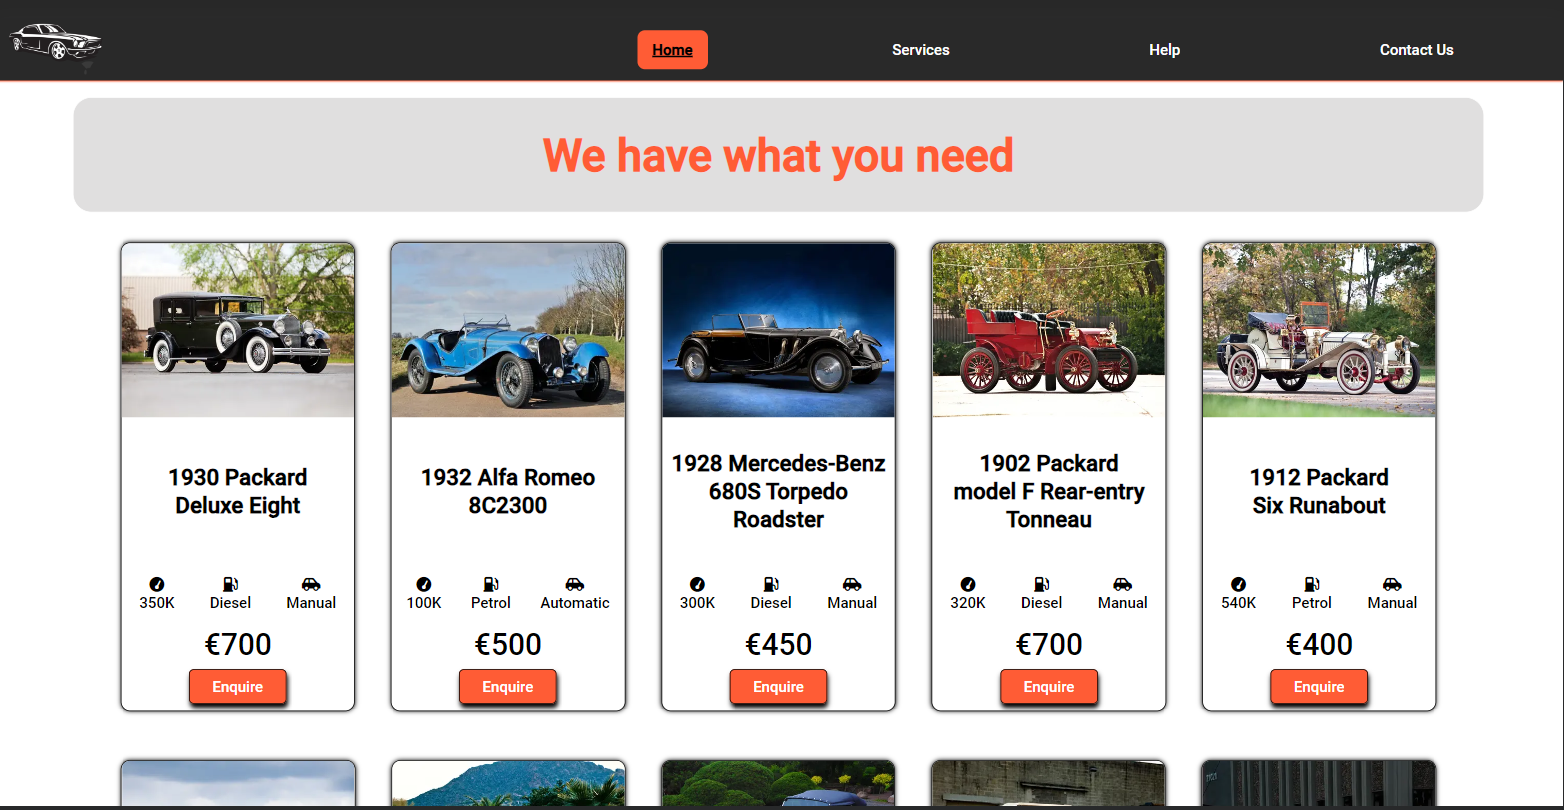 Home
Services
Help
Contact Us
We have what you need
1930 Packard
Deluxe Eight
350K
Diesel
Manual
€700
Enquire
1932 Alfa Romeo
8C2300
100K
Petrol
Automatic
€500
Enquire
1928 Mercedes-Benz
680S Torpedo
Roadster
300K
Diesel
Manual
€450
Enquire
1902 Packard
model F Rear-entry
Tonneau
320K
Diesel
Manual
€700
Enquire
1912 Packard
Six Runabout
540K
Petrol
Manual
€400
Enquire